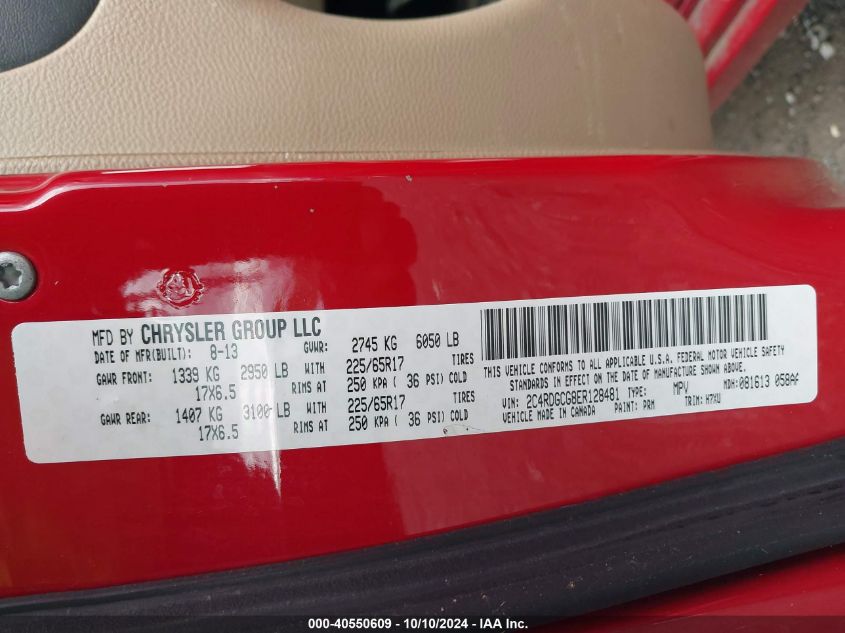 MFD BY CHRYSLER GROUP LLC
DATE OF MFR(BUILT): 8-13 GVWR: 2745 KG 6050 LB
GAWR FRONT: 1339 KG 2950 LB WITH 225/65R17 TIRES
17X6.5 RIMS AT 250 KPA ( 36 PSI) COLD
GAWR REAR: 1407 KG 3100 LB WITH 225/65R17 TIRES
17X6.5 RIMS AT 250 KPA ( 36 PSI) COLD
THIS VEHICLE CONFORMS TO ALL APPLICABLE U.S.A. FEDERAL MOTOR VEHICLE SAFETY
STANDARDS IN EFFECT ON THE DATE OF MANUFACTURE SHOWN ABOVE.
VIN: 2C4RDGCG8ER128481 TYPE: MPV MDH: 081613 058AF
VEHICLE MADE IN CANADA PAINT: PRM TRIM: H7XU
000-40550609 - 10/10/2024 - IAA Inc.